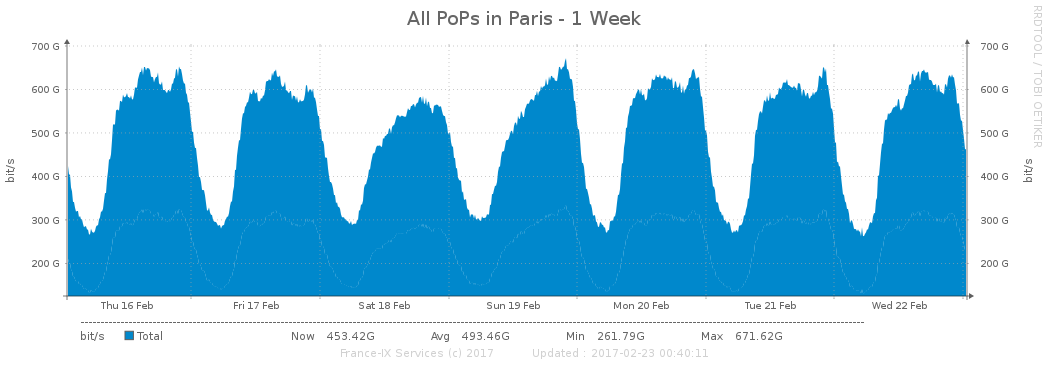 All PoPs in Paris - 1 Week
RRDTOOL / TOBI OETIKER
bit/s
700 G
600 G
500 G
400 G
300 G
200 G
700 G
600 G
500 G
400 G
300 G
200 G
bit/s
Thu 16 Feb Fri 17 Feb Sat 18 Feb Sun 19 Feb Mon 20 Feb Tue 21 Feb Wed 22 Feb
bit/s Total Now 453.42G Avg 493.46G Min 261.79G Max 671.62G
France-IX Services (c) 2017 Updated : 2017-02-23 00:40:11